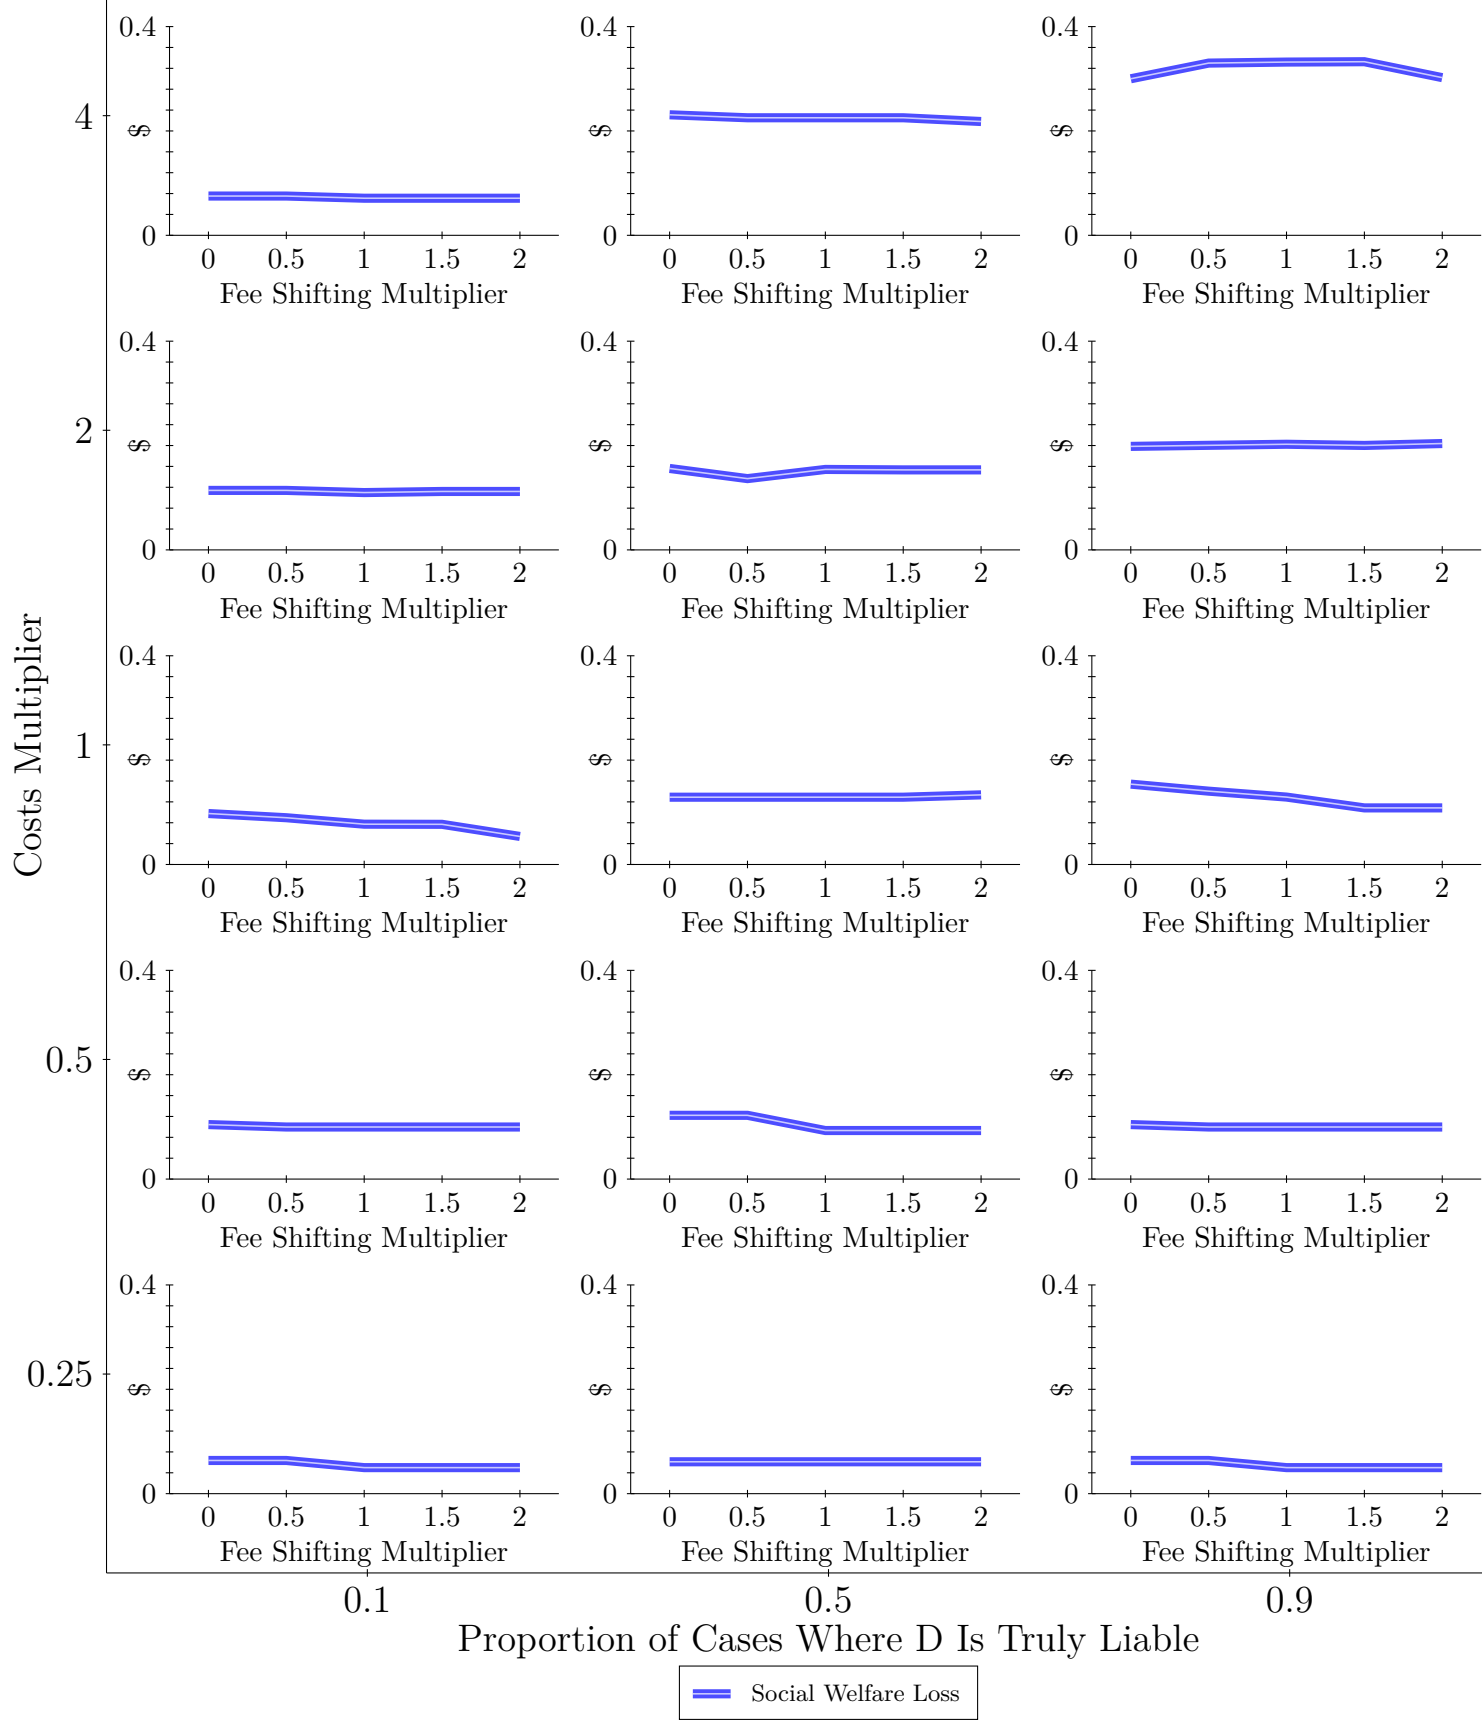 0.4 0.4 0.4
4 $ $ $
0 0 0
0 0.5 1 1.5 2 0 0.5 1 1.5 2 0 0.5 1 1.5 2
Fee Shifting Multiplier Fee Shifting Multiplier Fee Shifting Multiplier
0.4 0.4 0.4
2 $ $ $
0 0 0
0 0.5 1 1.5 2 0 0.5 1 1.5 2 0 0.5 1 1.5 2
Fee Shifting Multiplier Fee Shifting Multiplier Fee Shifting Multiplier
Costs Multiplier
0.4 0.4 0.4
1 $ $ $
0 0 0
0 0.5 1 1.5 2 0 0.5 1 1.5 2 0 0.5 1 1.5 2
Fee Shifting Multiplier Fee Shifting Multiplier Fee Shifting Multiplier
0.4 0.4 0.4
0.5 $ $ $
0 0 0
0 0.5 1 1.5 2 0 0.5 1 1.5 2 0 0.5 1 1.5 2
Fee Shifting Multiplier Fee Shifting Multiplier Fee Shifting Multiplier
0.4 0.4 0.4
0.25 $ $ $
0 0 0
0 0.5 1 1.5 2 0 0.5 1 1.5 2 0 0.5 1 1.5 2
Fee Shifting Multiplier Fee Shifting Multiplier Fee Shifting Multiplier
0.1 0.5 0.9
Proportion of Cases Where D Is Truly Liable
Social Welfare Loss